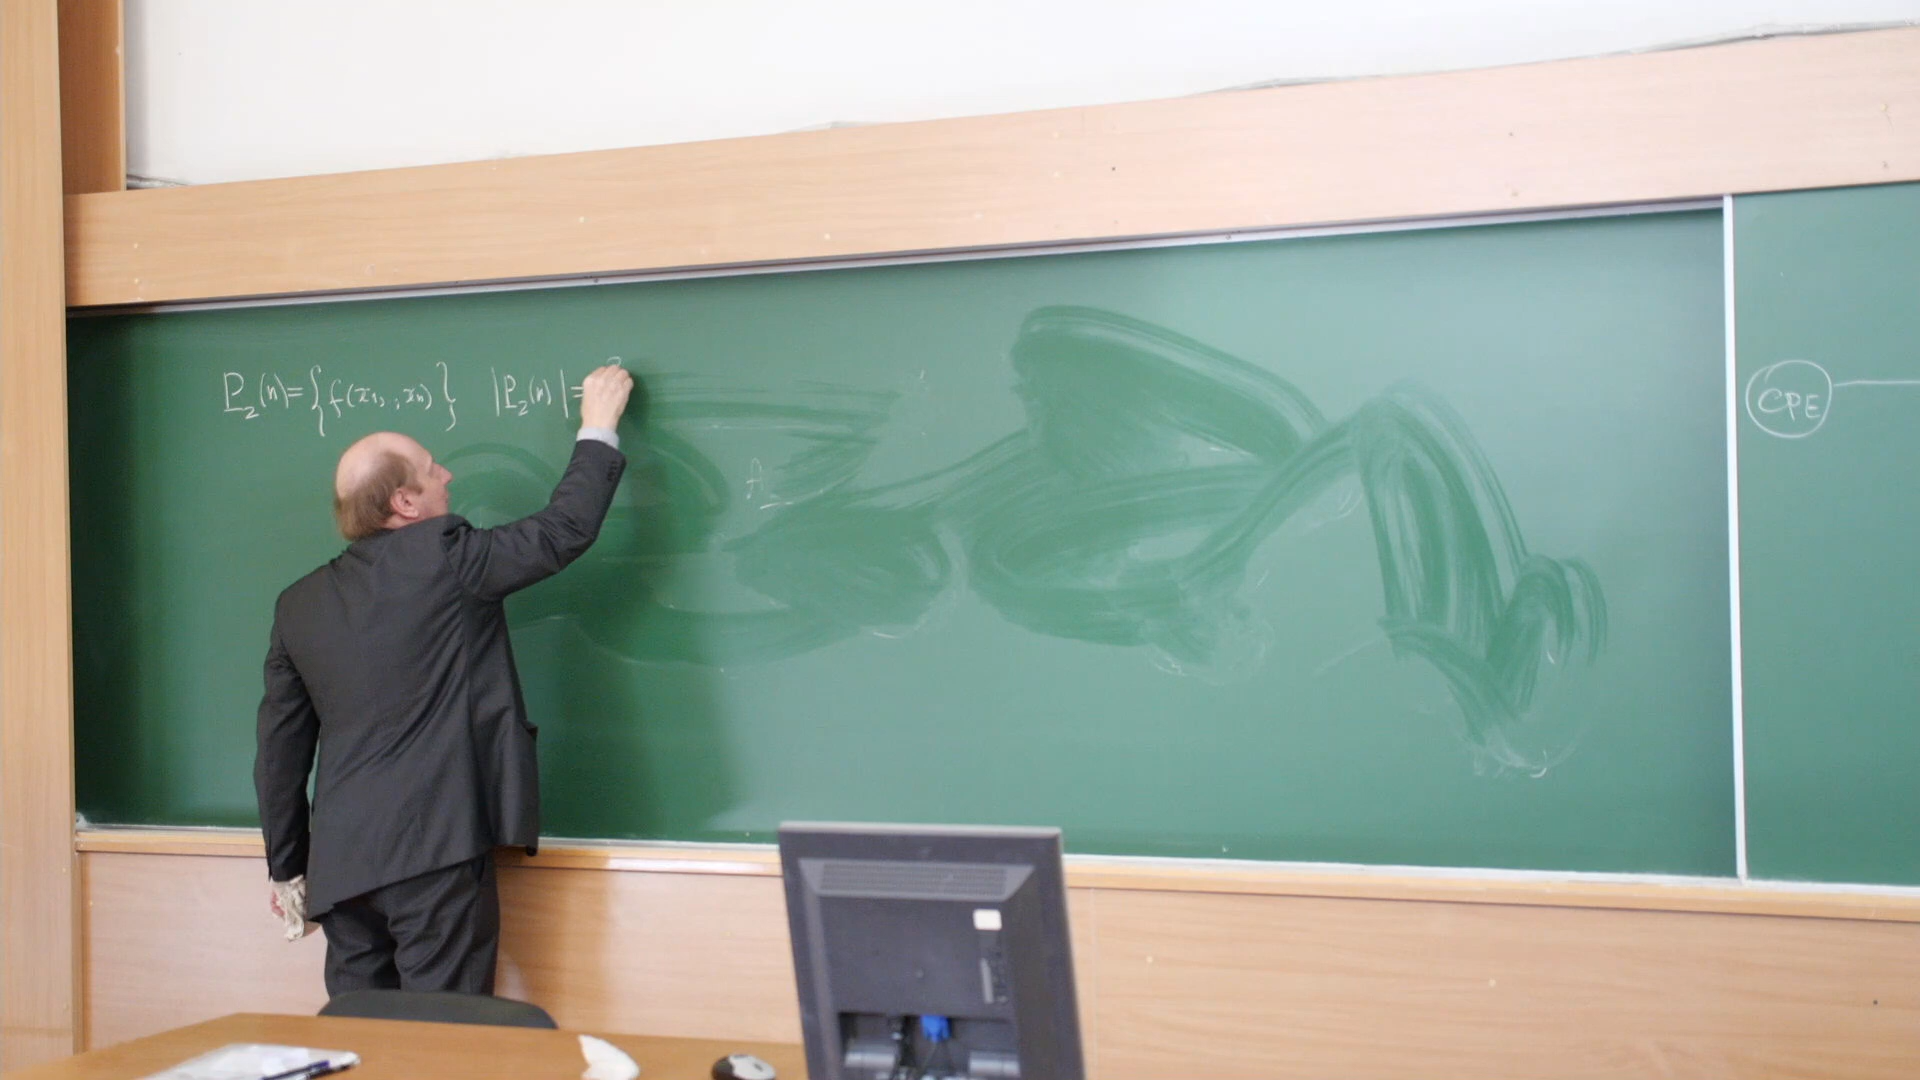 P₂(n)={f(x₁, , xₙ)} |P₂(n)|=
A
CPE